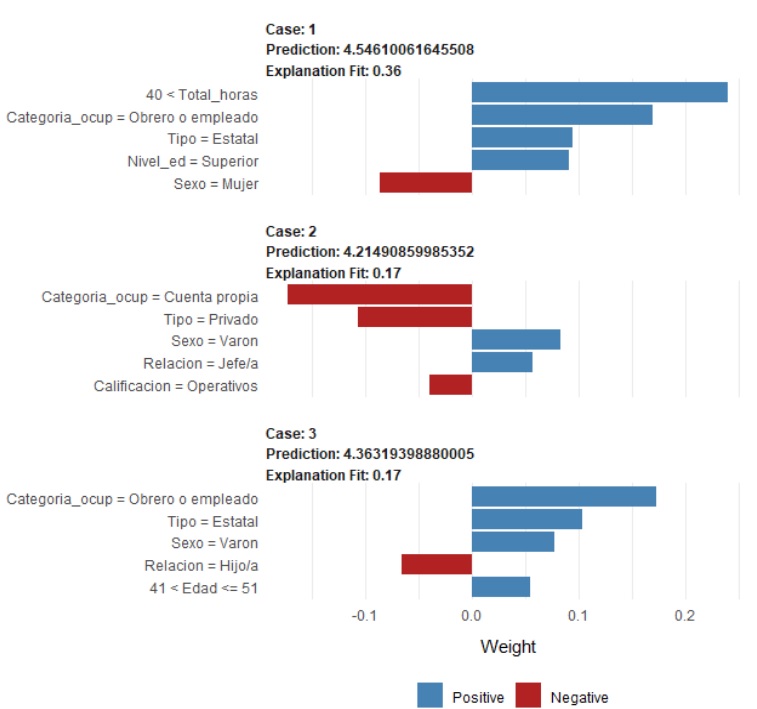 Case: 1
Prediction: 4.54610061645508
Explanation Fit: 0.36
40 < Total_horas
Categoria_ocup = Obrero o empleado
Tipo = Estatal
Nivel_ed = Superior
Sexo = Mujer
Case: 2
Prediction: 4.21490859985352
Explanation Fit: 0.17
Categoria_ocup = Cuenta propia
Tipo = Privado
Sexo = Varon
Relacion = Jefe/a
Calificacion = Operativos
Case: 3
Prediction: 4.36319398880005
Explanation Fit: 0.17
Categoria_ocup = Obrero o empleado
Tipo = Estatal
Sexo = Varon
Relacion = Hijo/a
41 < Edad <= 51
-0.1 0.0 0.1 0.2
Weight
Positive Negative